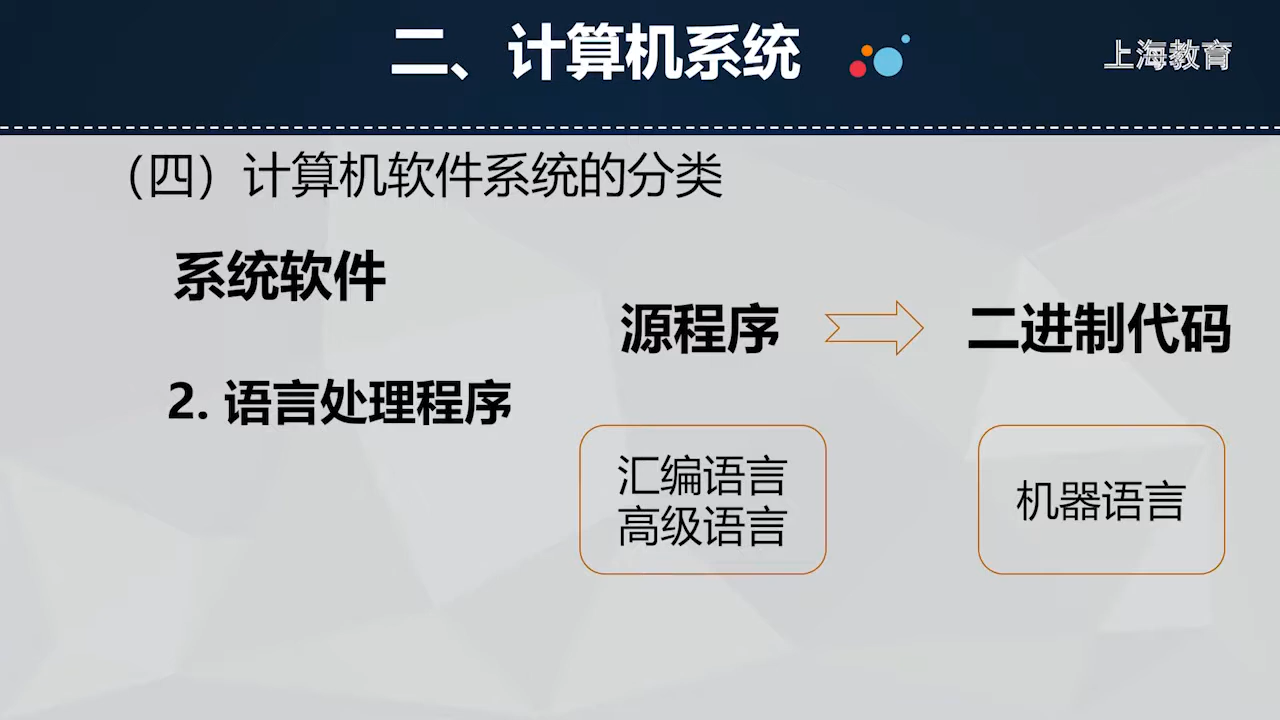 二、计算机系统
上海教育
（四）计算机软件系统的分类
系统软件
源程序
二进制代码
2. 语言处理程序
汇编语言
高级语言
机器语言